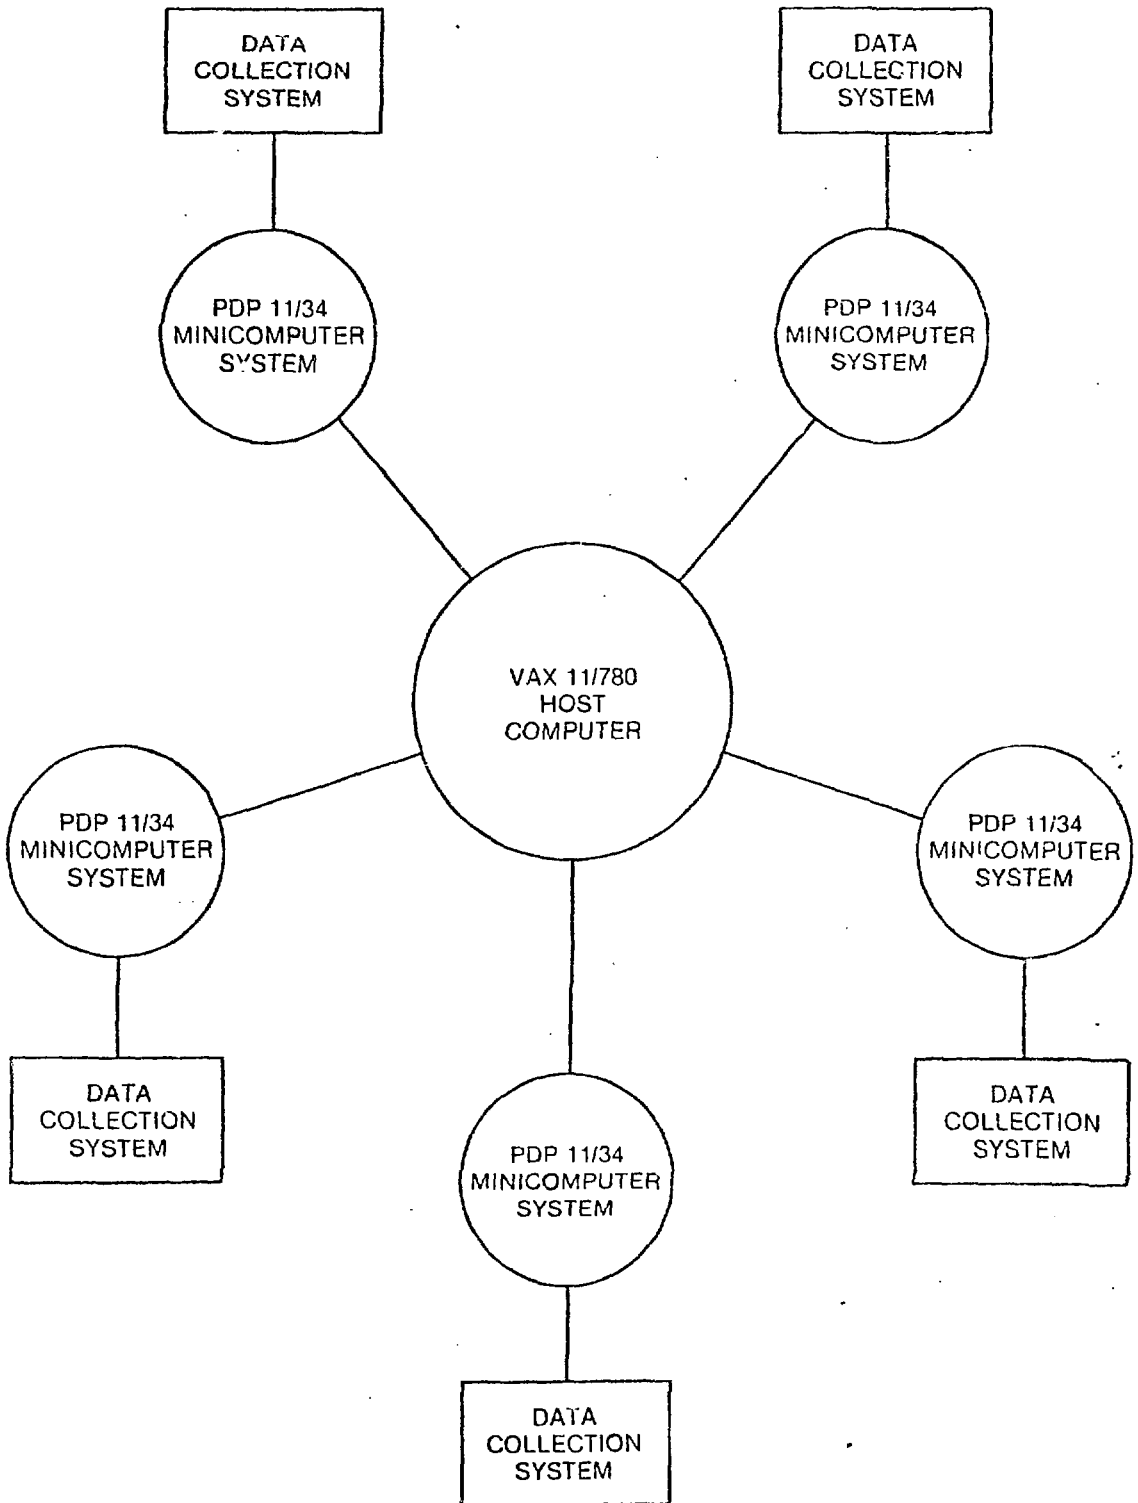 DATA
COLLECTION
SYSTEM
DATA
COLLECTION
SYSTEM
PDP 11/34
MINICOMPUTER
SYSTEM
PDP 11/34
MINICOMPUTER
SYSTEM
VAX 11/780
HOST
COMPUTER
PDP 11/34
MINICOMPUTER
SYSTEM
PDP 11/34
MINICOMPUTER
SYSTEM
DATA
COLLECTION
SYSTEM
DATA
COLLECTION
SYSTEM
PDP 11/34
MINICOMPUTER
SYSTEM
DATA
COLLECTION
SYSTEM